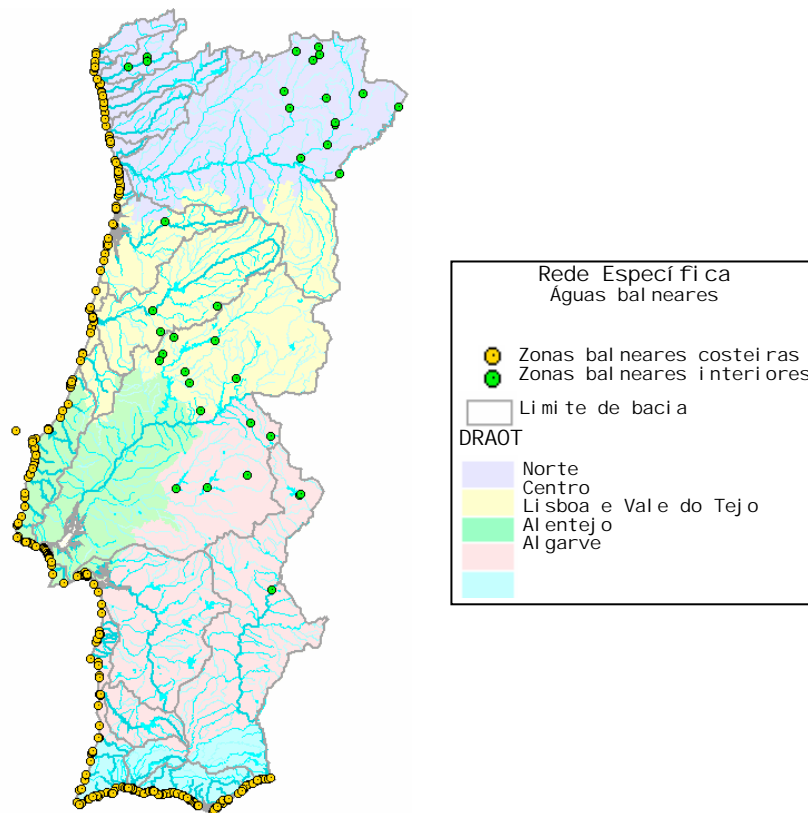 Rede Específica
Águas balneares
Zonas balneares costeiras
Zonas balneares interiores
Limite de bacia
DRAOT
Norte
Centro
Lisboa e Vale do Tejo
Alentejo
Algarve